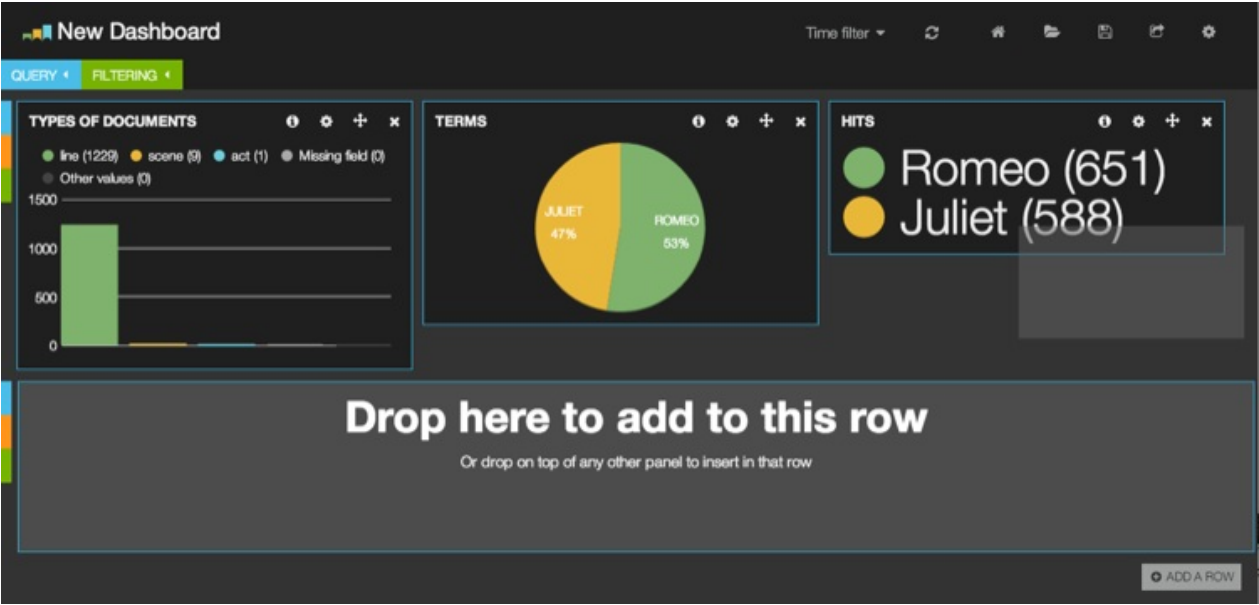 New Dashboard
Time filter
QUERY
FILTERING
TYPES OF DOCUMENTS
line (1229) scene (9) act (1) Missing field (0)
Other values (0)
1500
1000
500
0
TERMS
JULIET
47%
ROMEO
53%
HITS
Romeo (651)
Juliet (588)
Drop here to add to this row
Or drop on top of any other panel to insert in that row
ADD A ROW